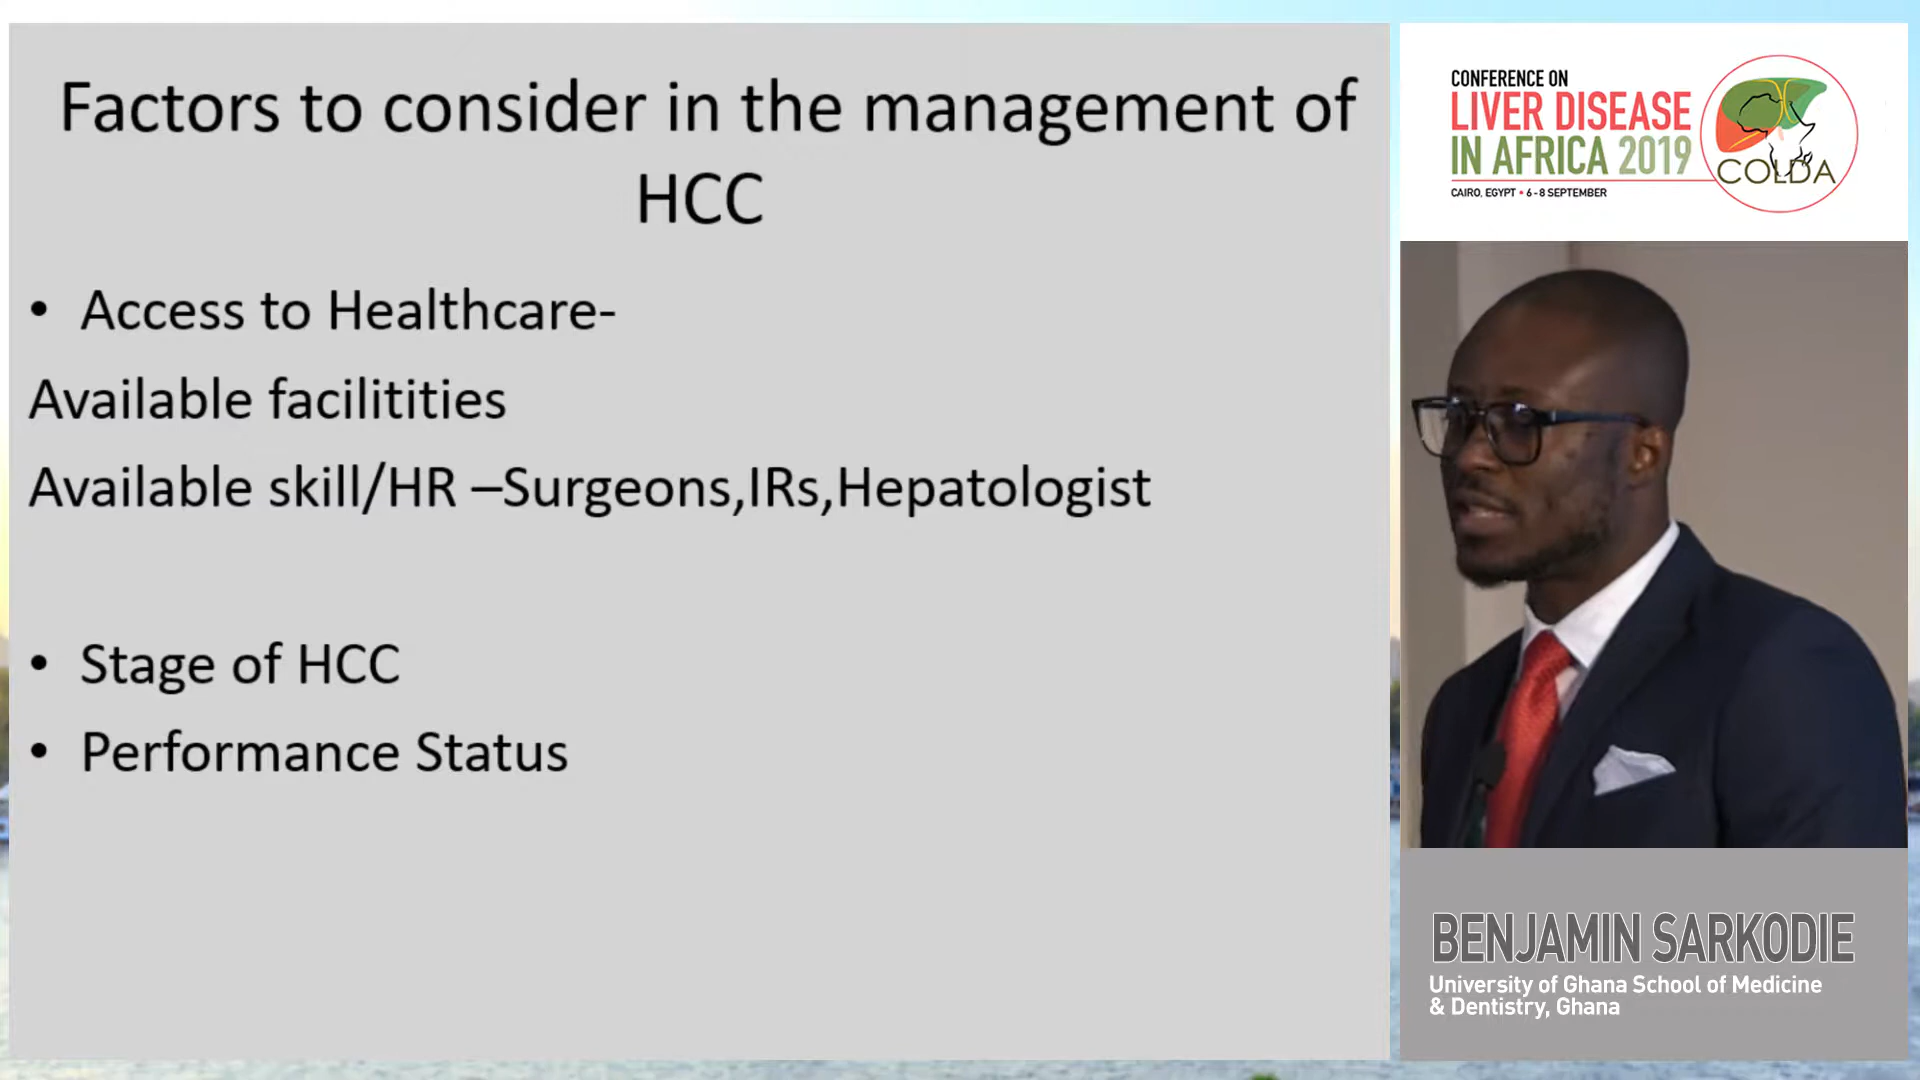 Factors to consider in the management of
HCC
• Access to Healthcare-
Available facilitities
Available skill/HR –Surgeons,IRs,Hepatologist
• Stage of HCC
• Performance Status
CONFERENCE ON
LIVER DISEASE
IN AFRICA 2019
CAIRO, EGYPT • 6 - 8 SEPTEMBER
COLDA
BENJAMIN SARKODIE
University of Ghana School of Medicine
& Dentistry, Ghana